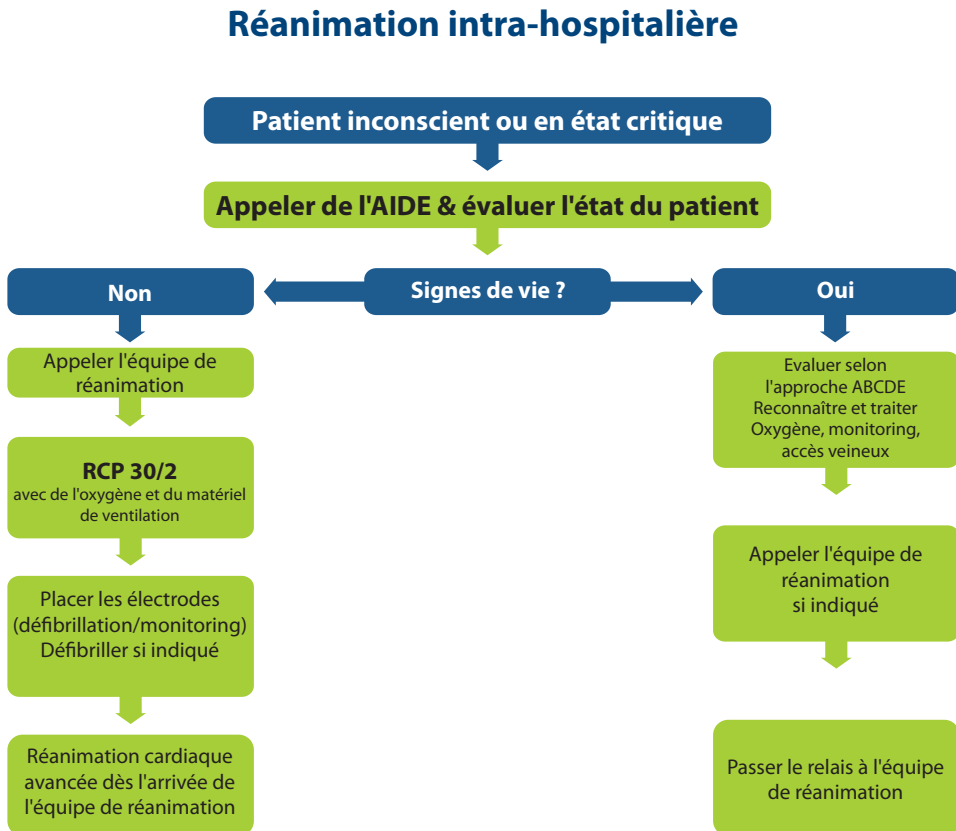 Réanimation intra-hospitalière
Patient inconscient ou en état critique
Appeler de l'AIDE & évaluer l'état du patient
Signes de vie ?
Non
Appeler l'équipe de
réanimation
RCP 30/2
avec de l'oxygène et du matériel
de ventilation
Placer les électrodes
(défibrillation/monitoring)
Défibriller si indiqué
Réanimation cardiaque
avancée dès l'arrivée de
l'équipe de réanimation
Oui
Evaluer selon
l'approche ABCDE
Reconnaître et traiter
Oxygène, monitoring,
accès veineux
Appeler l'équipe de
réanimation
si indiqué
Passer le relais à l'équipe
de réanimation